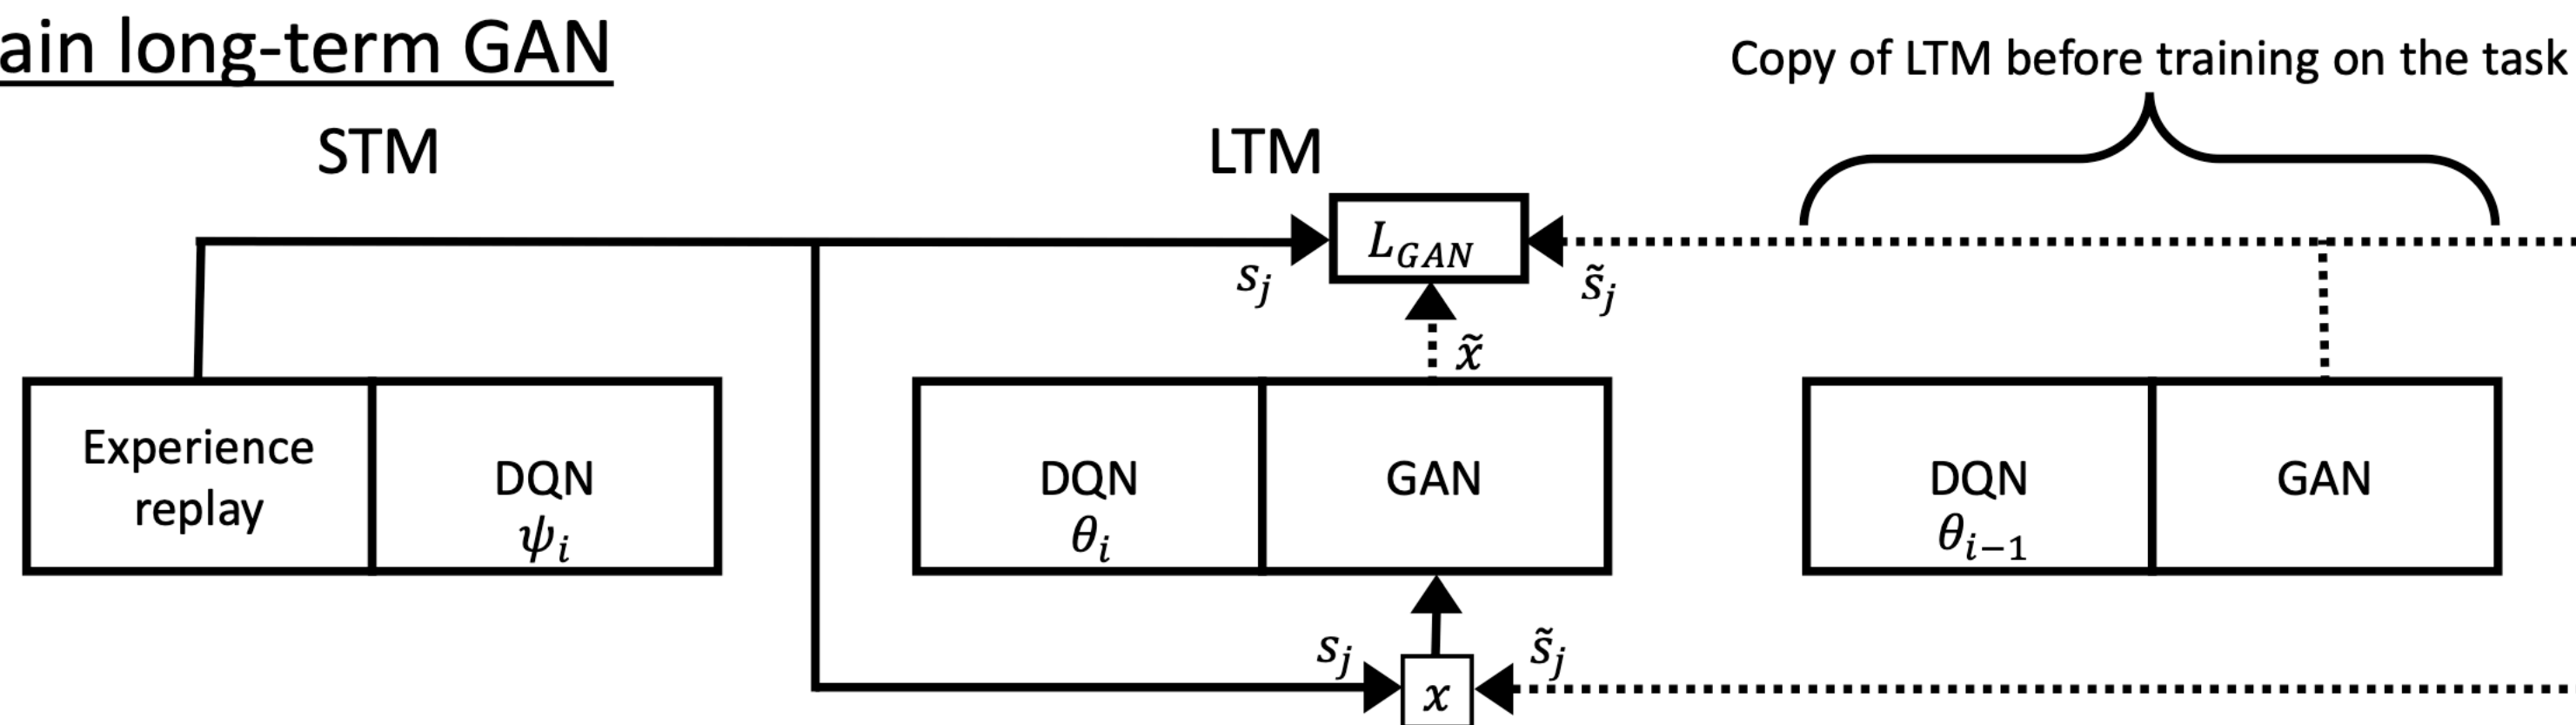 ain long-term GAN
Copy of LTM before training on the task
STM
LTM
L_GAN
s_j
s̃_j
x̃
Experience
replay
DQN
ψ_i
DQN
θ_i
GAN
DQN
θ_{i−1}
GAN
s_j
s̃_j
x